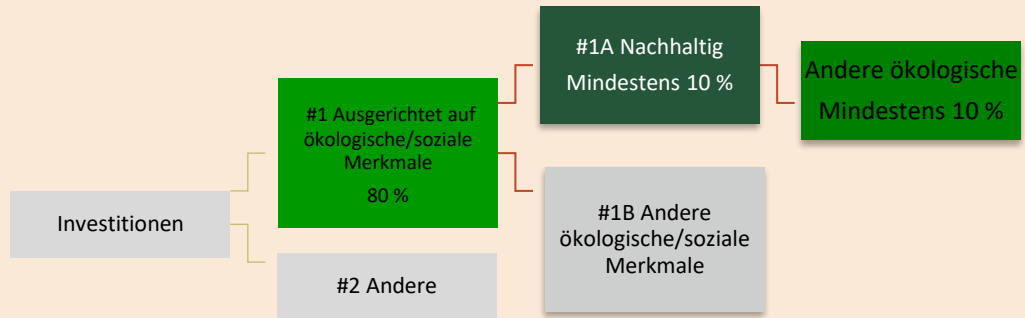 Investitionen
#1 Ausgerichtet auf
ökologische/soziale
Merkmale
80 %
#2 Andere
#1A Nachhaltig
Mindestens 10 %
#1B Andere
ökologische/soziale
Merkmale
Andere ökologische
Mindestens 10 %